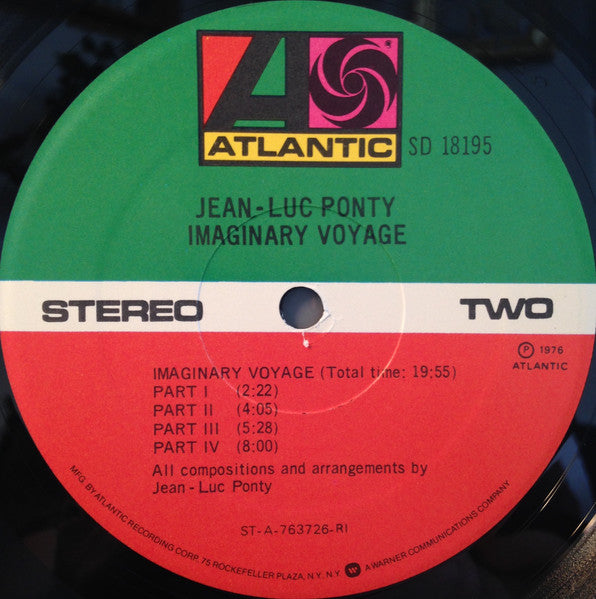 ATLANTIC SD 18195
JEAN-LUC PONTY
IMAGINARY VOYAGE
STEREO TWO
℗ 1976
ATLANTIC
IMAGINARY VOYAGE (Total time: 19:55)
PART I (2:22)
PART II (4:05)
PART III (5:28)
PART IV (8:00)
All compositions and arrangements by
Jean-Luc Ponty
ST-A-763726-RI
MFG. BY ATLANTIC RECORDING CORP. 75 ROCKEFELLER PLAZA, N.Y., N.Y. A WARNER COMMUNICATIONS COMPANY